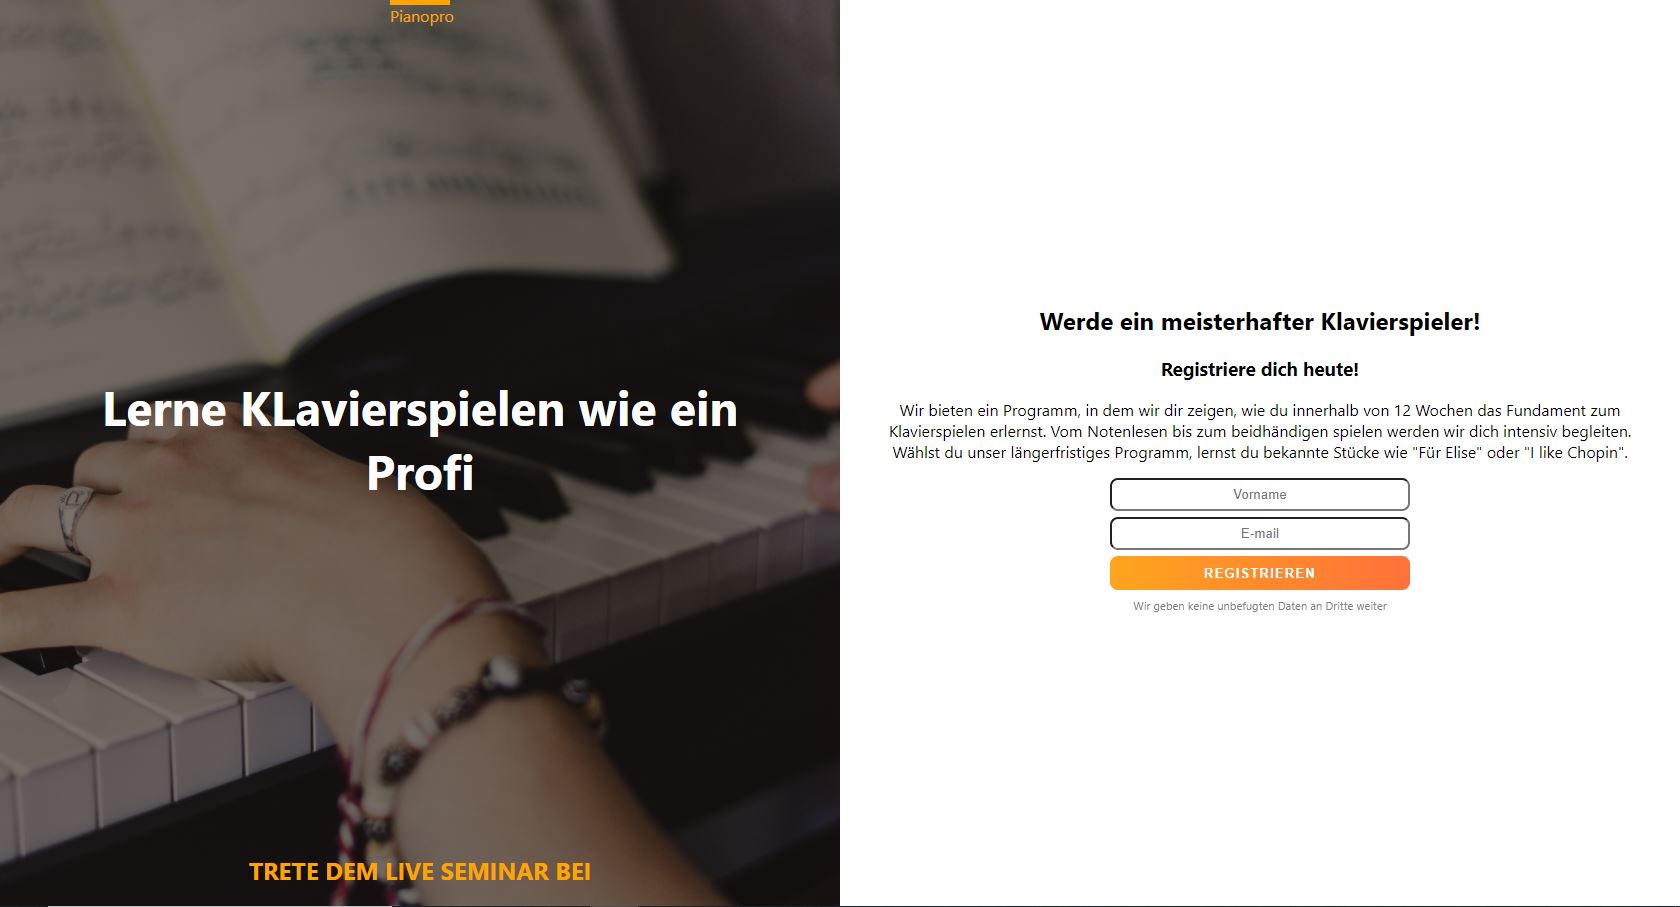 Pianopro
Lerne KLavierspielen wie ein
Profi
TRETE DEM LIVE SEMINAR BEI
Werde ein meisterhafter Klavierspieler!
Registriere dich heute!
Wir bieten ein Programm, in dem wir dir zeigen, wie du innerhalb von 12 Wochen das Fundament zum
Klavierspielen erlernst. Vom Notenlesen bis zum beidhändigen spielen werden wir dich intensiv begleiten.
Wählst du unser längerfristiges Programm, lernst du bekannte Stücke wie "Für Elise" oder "I like Chopin".
Vorname
E-mail
REGISTRIEREN
Wir geben keine unbefugten Daten an Dritte weiter